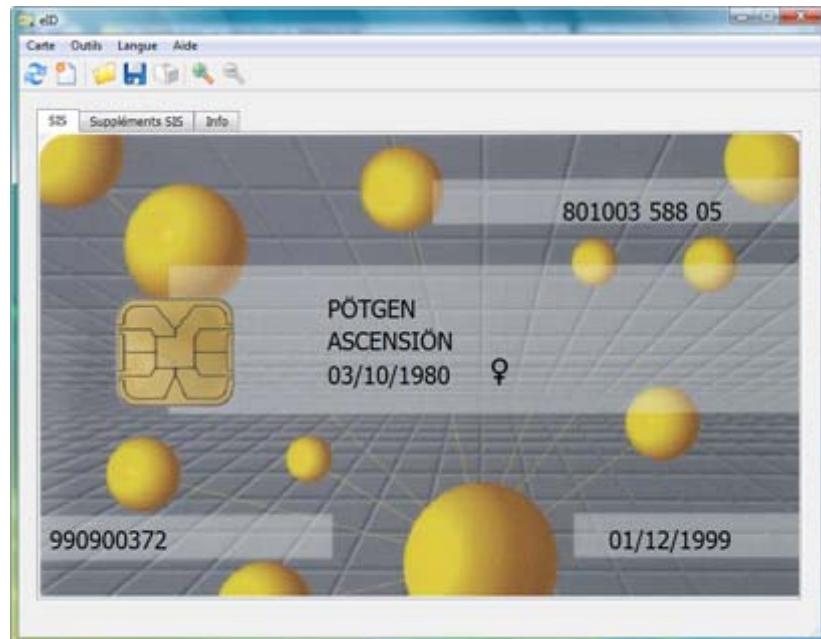 eID
Carte Outils Langue Aide
SIS Suppléments SIS Info
801003 588 05
PÖTGEN
ASCENSIÖN
03/10/1980 ♀
990900372 01/12/1999